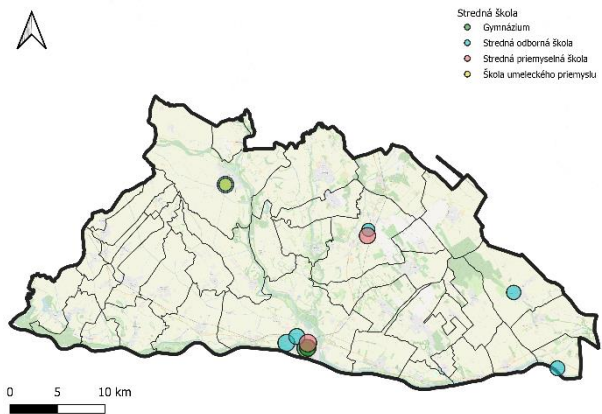 Stredná škola
Gymnázium
Stredná odborná škola
Stredná priemyselná škola
Škola umeleckého priemyslu
0 5 10 km